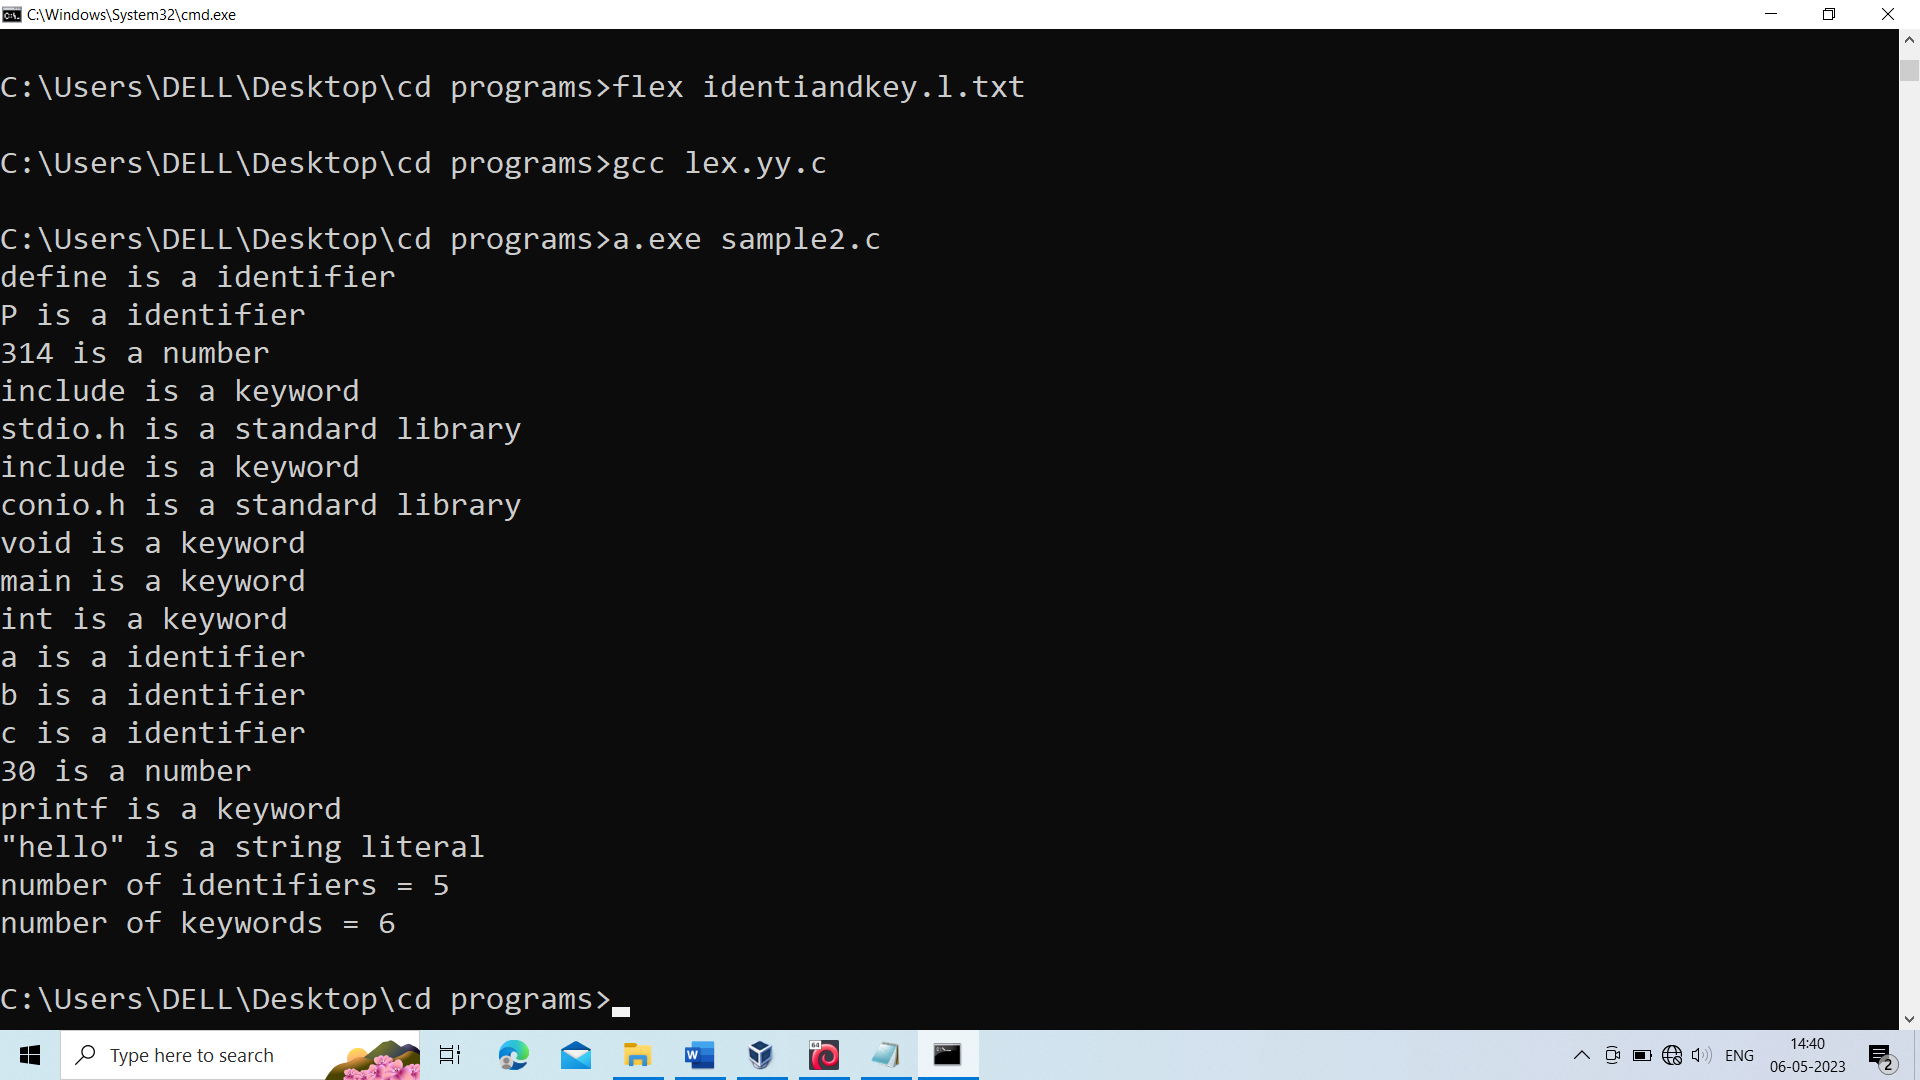 C:\Windows\System32\cmd.exe
C:\Users\DELL\Desktop\cd programs>flex identiandkey.l.txt
C:\Users\DELL\Desktop\cd programs>gcc lex.yy.c
C:\Users\DELL\Desktop\cd programs>a.exe sample2.c
define is a identifier
P is a identifier
314 is a number
include is a keyword
stdio.h is a standard library
include is a keyword
conio.h is a standard library
void is a keyword
main is a keyword
int is a keyword
a is a identifier
b is a identifier
c is a identifier
30 is a number
printf is a keyword
"hello" is a string literal
number of identifiers = 5
number of keywords = 6
C:\Users\DELL\Desktop\cd programs>
Type here to search
ENG
14:40
06-05-2023
2